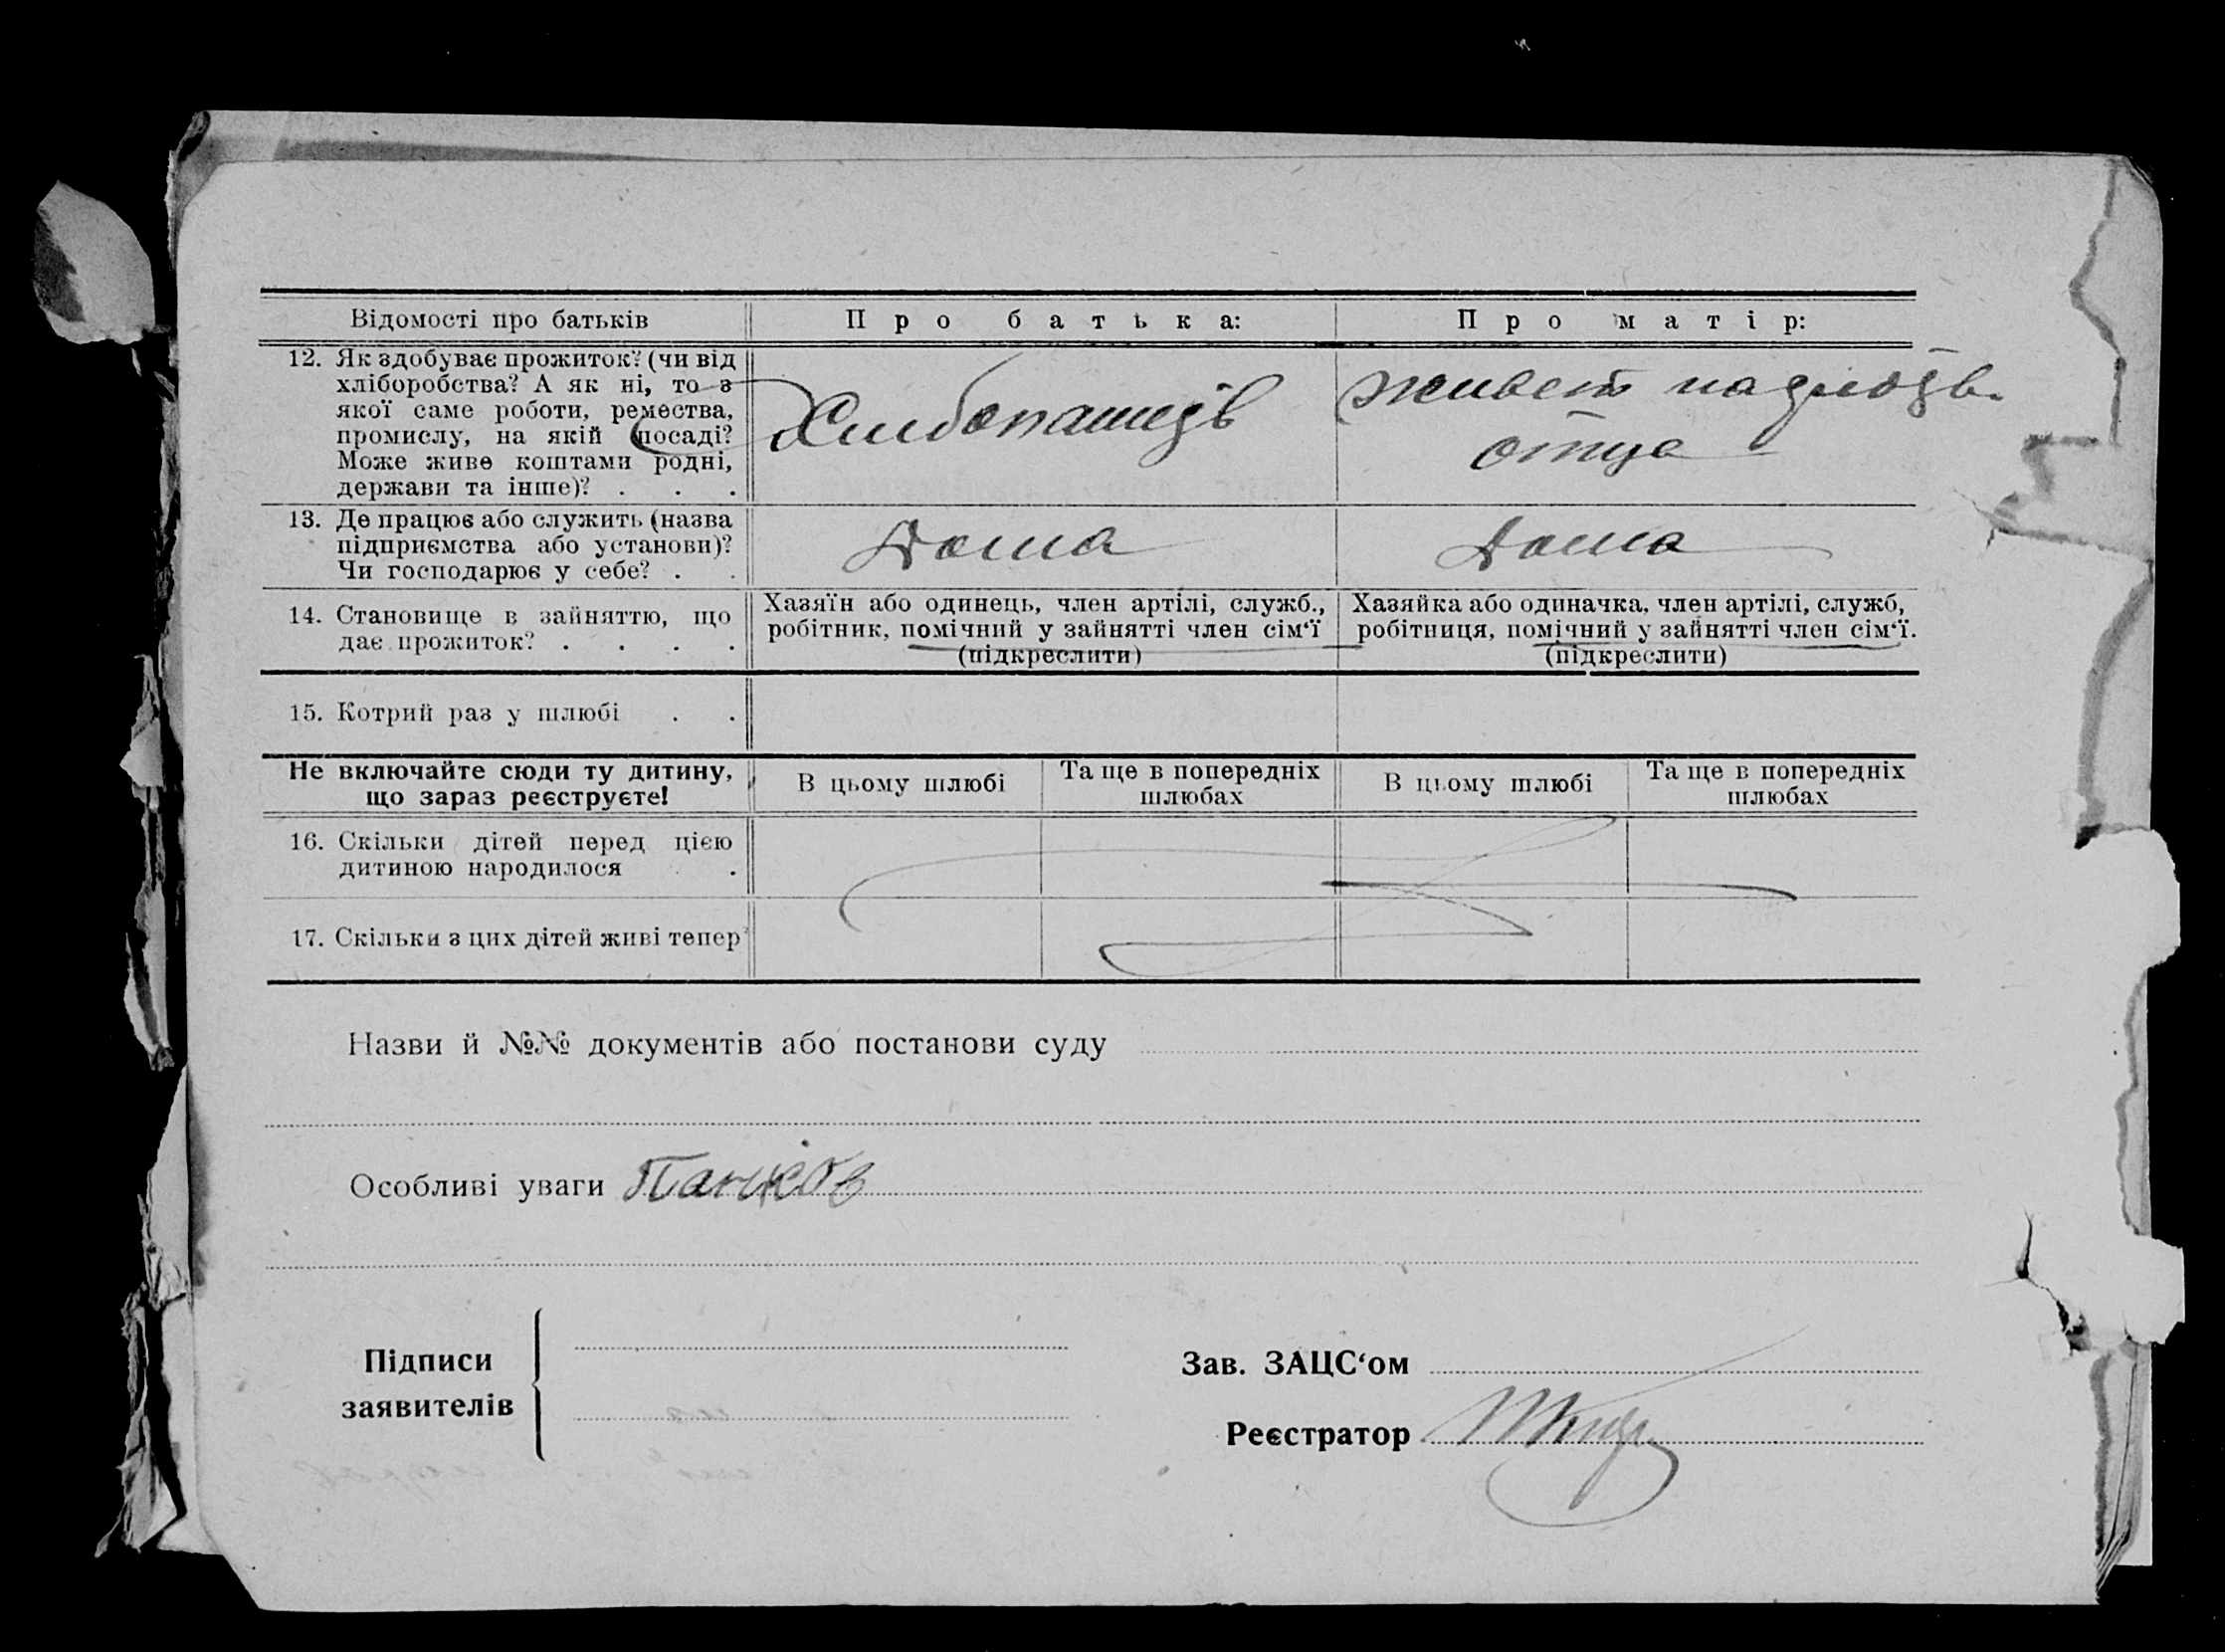 Відомості про батьків
Про батька:
Про матір:
12. Як здобуває прожиток? (чи від
хліборобства? А як ні, то з
якої саме роботи, ремества,
промислу, на якій посаді?
Може живе коштами родні,
держави та інше)? . . .
живет на
отца
13. Де працює або служить (назва
підприємства або установи)?
Чи господарює у себе? . .
Дома
Дома
14. Становище в зайняттю, що
дає прожиток? . . . .
Хазяїн або одинець, член артілі, служб.,
робітник, помічний у зайнятті член сім‘ї
(підкреслити)
Хазяйка або одиначка, член артілі, служб,
робітниця, помічний у зайнятті член сім‘ї.
(підкреслити)
15. Котрий раз у шлюбі . .
Не включайте сюди ту дитину,
що зараз реєструєте!
В цьому шлюбі
Та ще в попередніх
шлюбах
В цьому шлюбі
Та ще в попередніх
шлюбах
16. Скільки дітей перед цією
дитиною народилося .
17. Скільки з цих дітей живі тепер?
Назви й №№ документів або постанови суду
Особливі уваги
Підписи
заявителів
Зав. ЗАЦС‘ом
Реєстратор